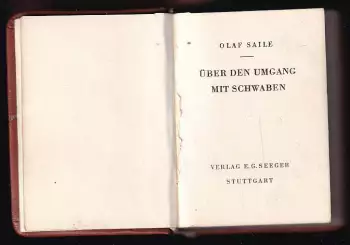 OLAF SAILE
ÜBER DEN UMGANG
MIT SCHWABEN
VERLAG E. G. SEEGER
STUTTGART